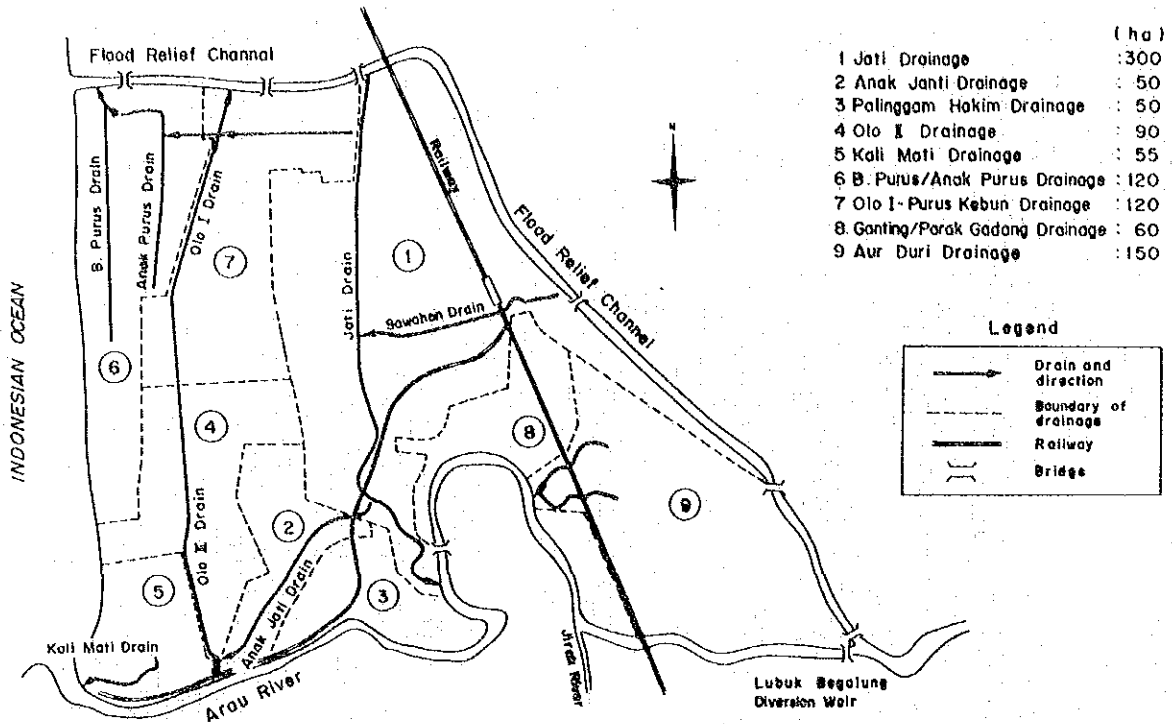 Flood Relief Channel
(ha)
1 Jati Drainage :300
2 Anak Janti Drainage : 50
3 Palinggam Hakim Drainage : 50
4 Olo II Drainage : 90
5 Kali Mati Drainage : 55
6 B. Purus/Anak Purus Drainage :120
7 Olo I-Purus Kebun Drainage :120
8. Ganting/Parak Gadang Drainage : 60
9 Aur Duri Drainage :150
N
Railway
B. Purus Drain
Anak Purus Drain
Olo I Drain
7
1
Jati Drain
Flood Relief Channel
Sawahan Drain
INDONESIAN OCEAN
6
Legend
Drain and
direction
Boundary of
drainage
Railway
Bridge
4
8
9
Olo II Drain
2
5
3
Anak Jati Drain
Kali Mati Drain
Arau River
Jirak River
Lubuk Begalung
Diversion Weir